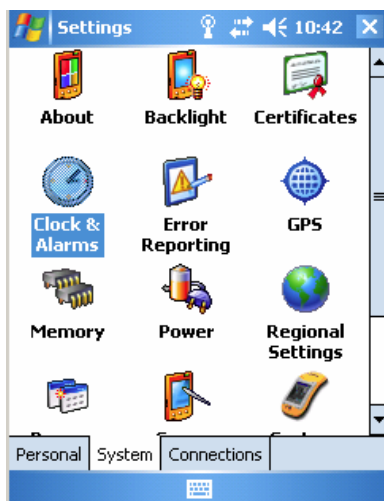 Settings 10:42
About Backlight Certificates
Clock & Error GPS
Alarms Reporting
Memory Power Regional
Settings
Personal System Connections